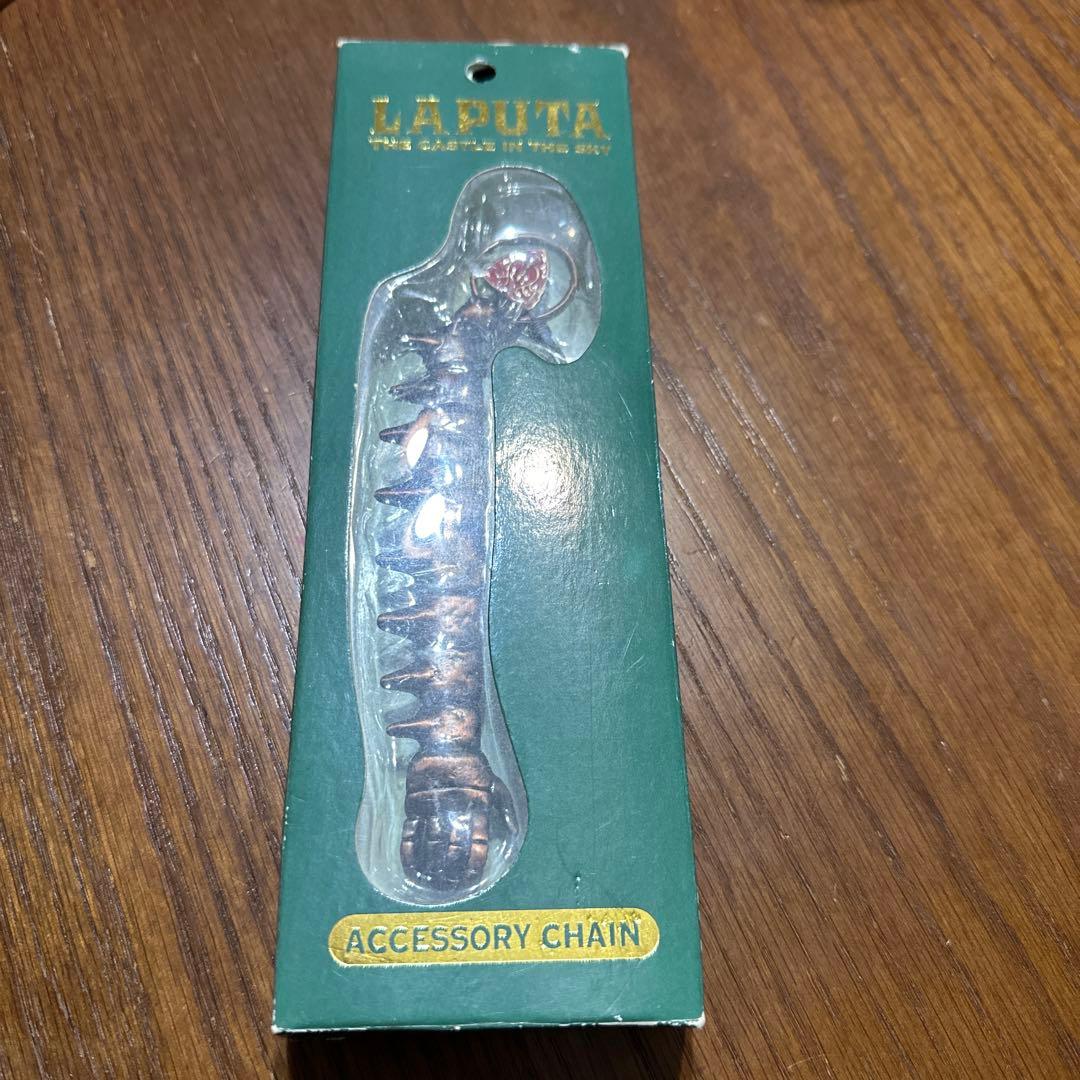 LAPUTA
THE CASTLE IN THE SKY
ACCESSORY CHAIN